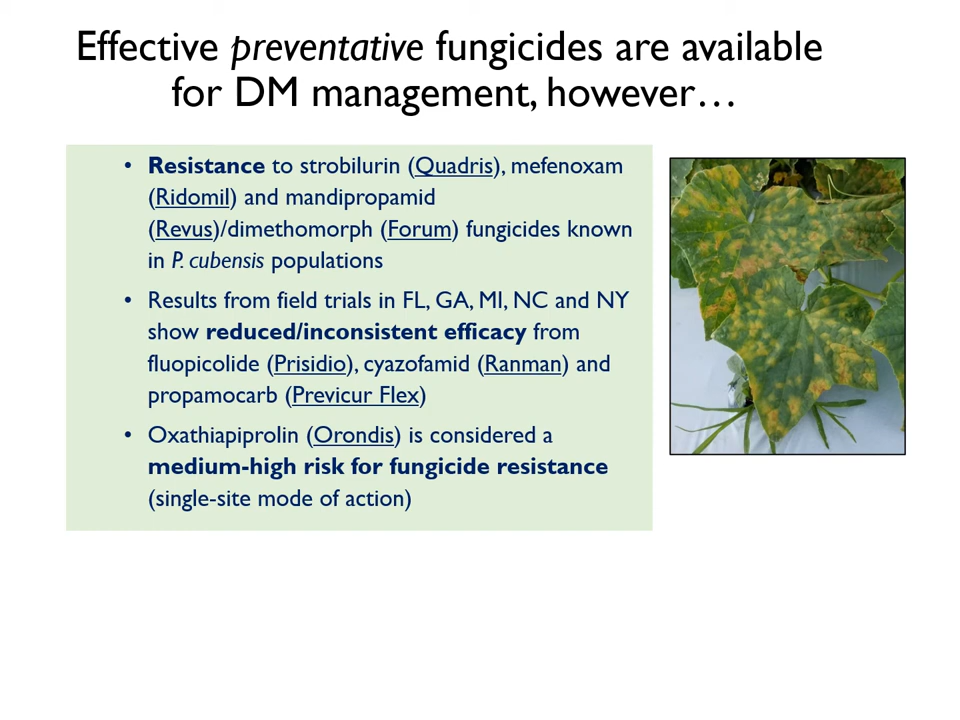 Effective preventative fungicides are available
for DM management, however…
• Resistance to strobilurin (Quadris), mefenoxam
(Ridomil) and mandipropamid
(Revus)/dimethomorph (Forum) fungicides known
in P. cubensis populations
• Results from field trials in FL, GA, MI, NC and NY
show reduced/inconsistent efficacy from
fluopicolide (Prisidio), cyazofamid (Ranman) and
propamocarb (Previcur Flex)
• Oxathiapiprolin (Orondis) is considered a
medium-high risk for fungicide resistance
(single-site mode of action)